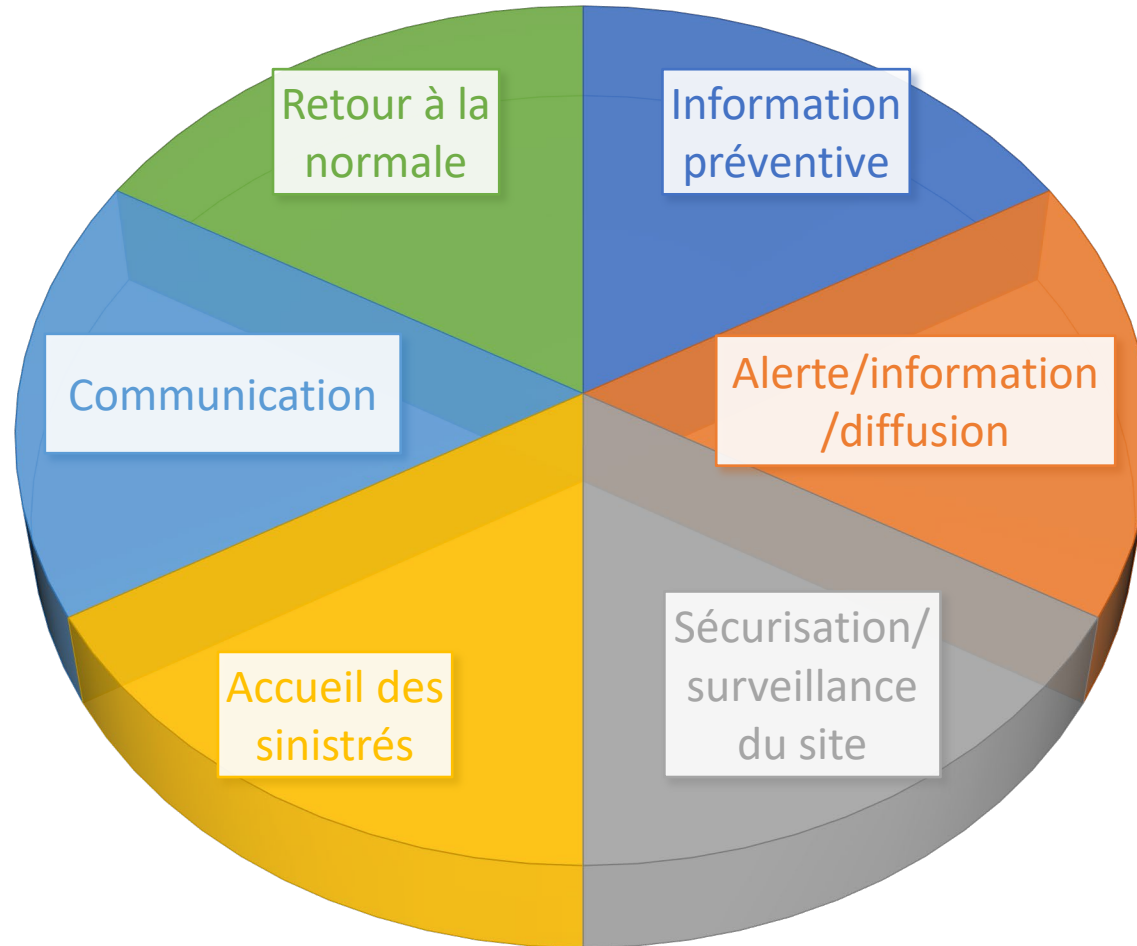 Retour à la
normale
Information
préventive
Communication
Alerte/information
/diffusion
Accueil des
sinistrés
Sécurisation/
surveillance
du site